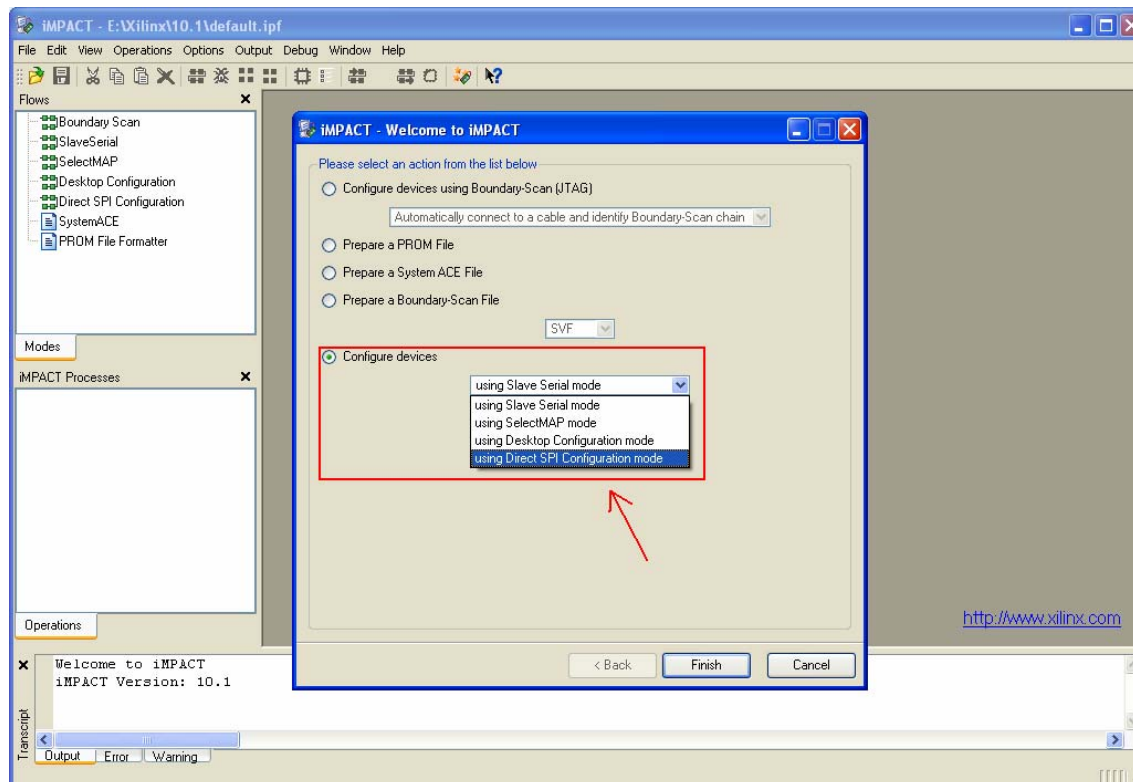 iMPACT - E:\Xilinx\10.1\default.ipf
File Edit View Operations Options Output Debug Window Help
Flows
Boundary Scan
SlaveSerial
SelectMAP
Desktop Configuration
Direct SPI Configuration
SystemACE
PROM File Formatter
Modes
iMPACT Processes
Operations
iMPACT - Welcome to iMPACT
Please select an action from the list below
Configure devices using Boundary-Scan (JTAG)
Automatically connect to a cable and identify Boundary-Scan chain
Prepare a PROM File
Prepare a System ACE File
Prepare a Boundary-Scan File
SVF
Configure devices
using Slave Serial mode
using Slave Serial mode
using SelectMAP mode
using Desktop Configuration mode
using Direct SPI Configuration mode
< Back Finish Cancel
http://www.xilinx.com
Welcome to iMPACT
iMPACT Version: 10.1
Transcript
Output Error Warning